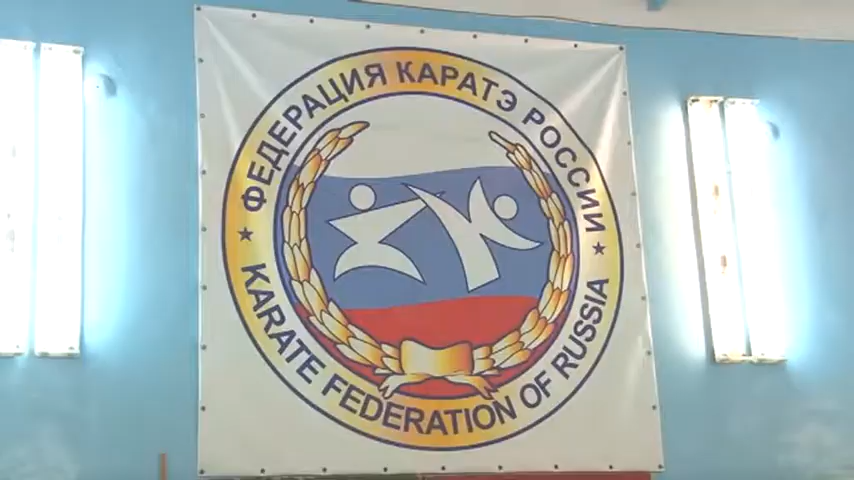 ФЕДЕРАЦИЯ КАРАТЭ РОССИИ
KARATE FEDERATION OF RUSSIA